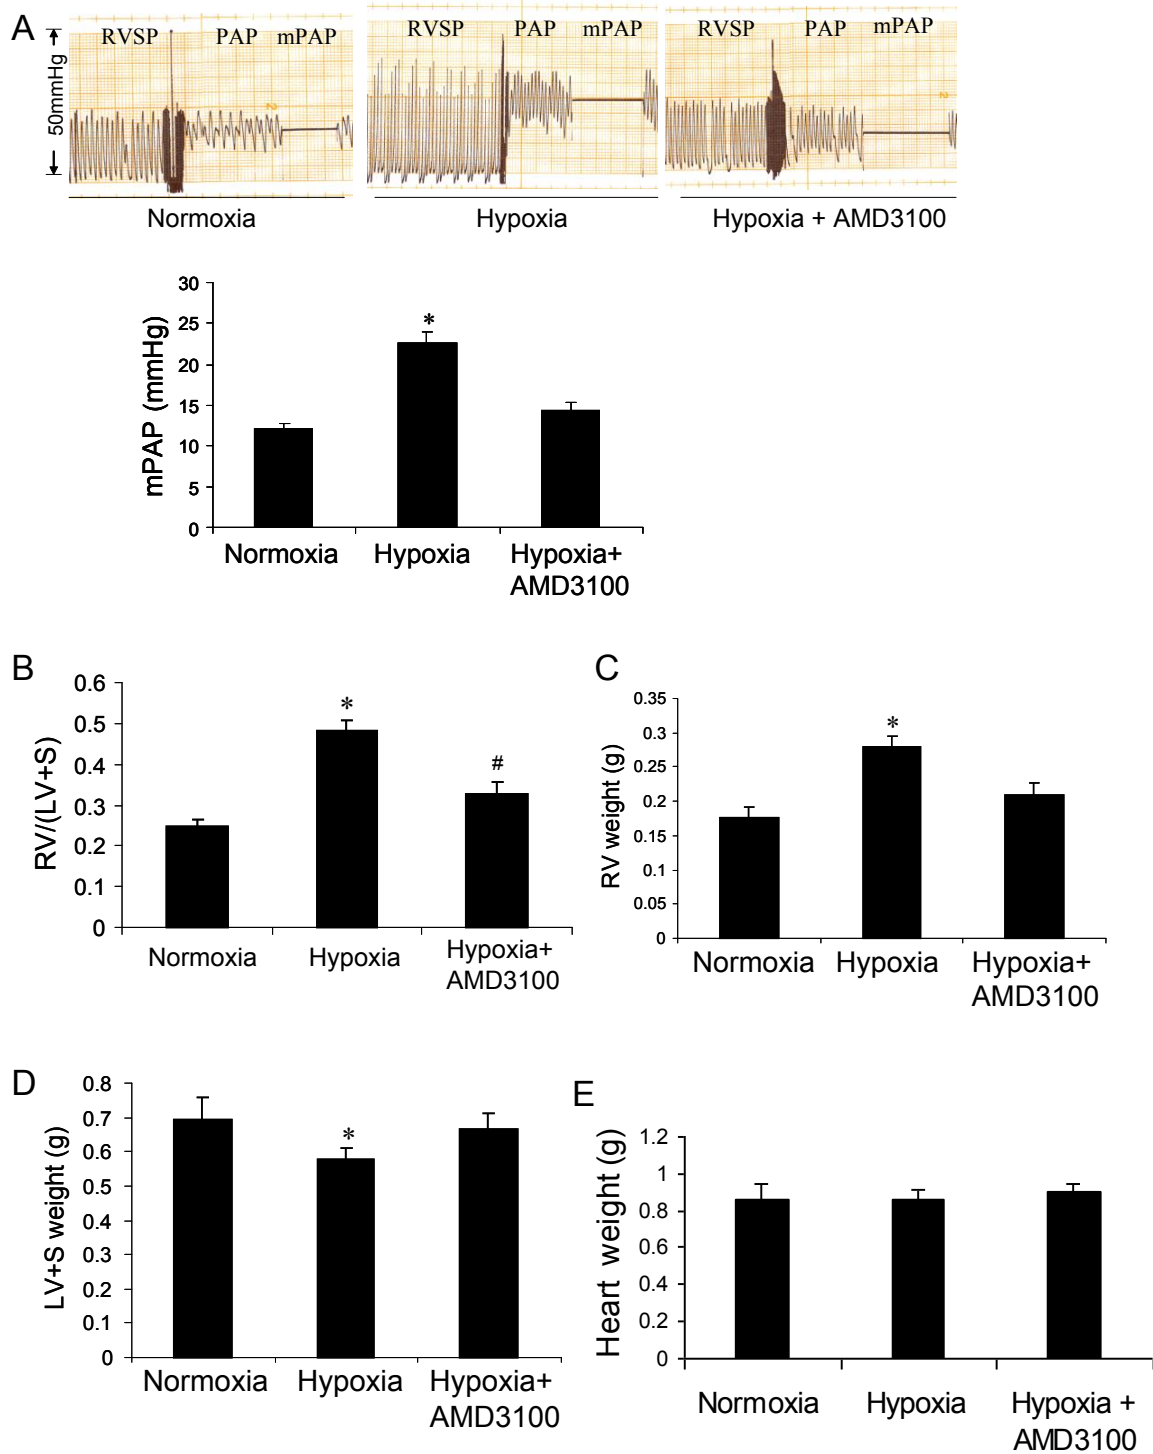 A
RVSP PAP mPAP
RVSP PAP mPAP
RVSP PAP mPAP
50mmHg
2
2
Normoxia
Hypoxia
Hypoxia + AMD3100
mPAP (mmHg)
30
25
20
15
10
5
0
*
Normoxia
Hypoxia
Hypoxia+
AMD3100
B
RV/(LV+S)
0.6
0.5
0.4
0.3
0.2
0.1
0
*
#
Normoxia
Hypoxia
Hypoxia+
AMD3100
C
RV weight (g)
0.35
0.3
0.25
0.2
0.15
0.1
0.05
0
*
Normoxia
Hypoxia
Hypoxia+
AMD3100
D
LV+S weight (g)
0.8
0.7
0.6
0.5
0.4
0.3
0.2
0.1
0
*
Normoxia
Hypoxia
Hypoxia+
AMD3100
E
Heart weight (g)
1.2
1
0.8
0.6
0.4
0.2
0
Normoxia
Hypoxia
Hypoxia +
AMD3100